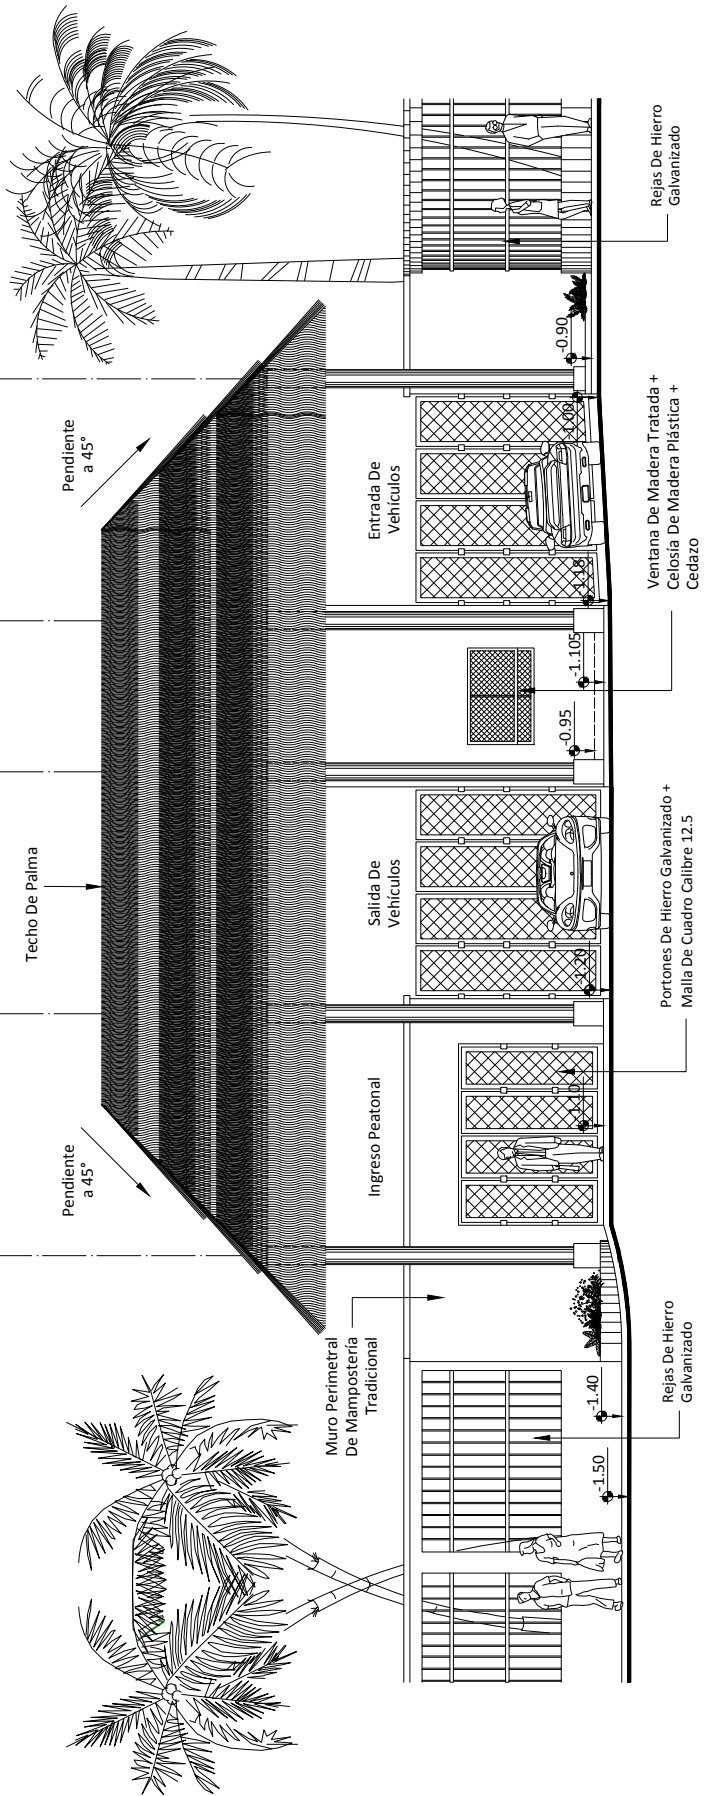 Techo De Palma
Pendiente
a 45°
Pendiente
a 45°
Muro Perimetral
De Mampostería
Tradicional
Ingreso Peatonal
Salida De
Vehículos
Entrada De
Vehículos
-1.50
-1.40
-1.10
-1.20
-0.95
-1.105
-1.18
-1.00
-0.90
Rejas De Hierro
Galvanizado
Portones De Hierro Galvanizado +
Malla De Cuadro Calibre 12.5
Ventana De Madera Tratada +
Celosía De Madera Plástica +
Cedazo
Rejas De Hierro
Galvanizado